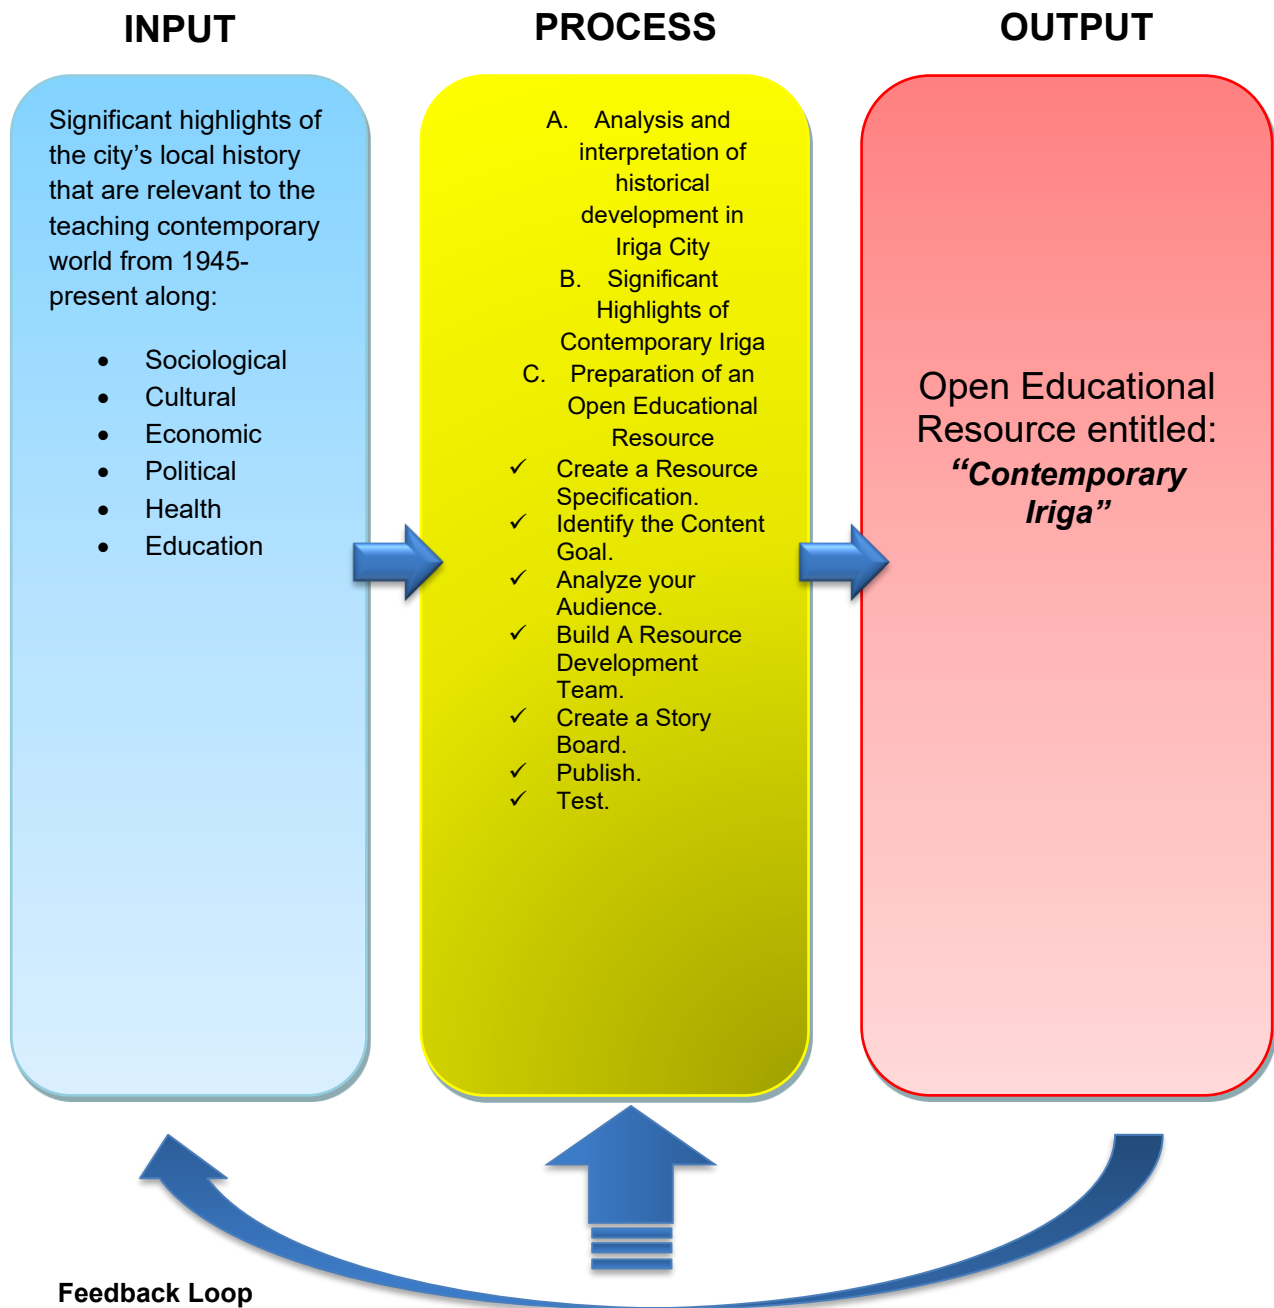 INPUT
PROCESS
OUTPUT
Significant highlights of
the city’s local history
that are relevant to the
teaching contemporary
world from 1945-
present along:
• Sociological
• Cultural
• Economic
• Political
• Health
• Education
A. Analysis and
interpretation of
historical
development in
Iriga City
B. Significant
Highlights of
Contemporary Iriga
C. Preparation of an
Open Educational
Resource
✓ Create a Resource
Specification.
✓ Identify the Content
Goal.
✓ Analyze your
Audience.
✓ Build A Resource
Development
Team.
✓ Create a Story
Board.
✓ Publish.
✓ Test.
Open Educational
Resource entitled:
“Contemporary
Iriga”
Feedback Loop